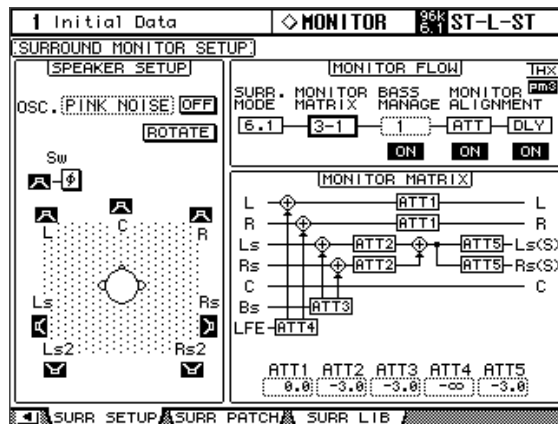 1 Initial Data ◇MONITOR 96k 6.1 ST-L-ST
SURROUND MONITOR SETUP
SPEAKER SETUP
OSC. PINK NOISE OFF
ROTATE
Sw
ϕ
L C R
Ls Rs
Ls2 Rs2
MONITOR FLOW THX pm3
SURR. MODE MONITOR MATRIX BASS MANAGE MONITOR ALIGNMENT
6.1 3-1 1 ATT DLY
ON ON ON
MONITOR MATRIX
L ATT1 L
R ATT1 R
Ls ATT2 ATT5 Ls(S)
Rs ATT2 ATT5 Rs(S)
C C
Bs ATT3
LFE ATT4
ATT1 ATT2 ATT3 ATT4 ATT5
0.0 -3.0 -3.0 -∞ -3.0
SURR SETUP SURR PATCH SURR LIB